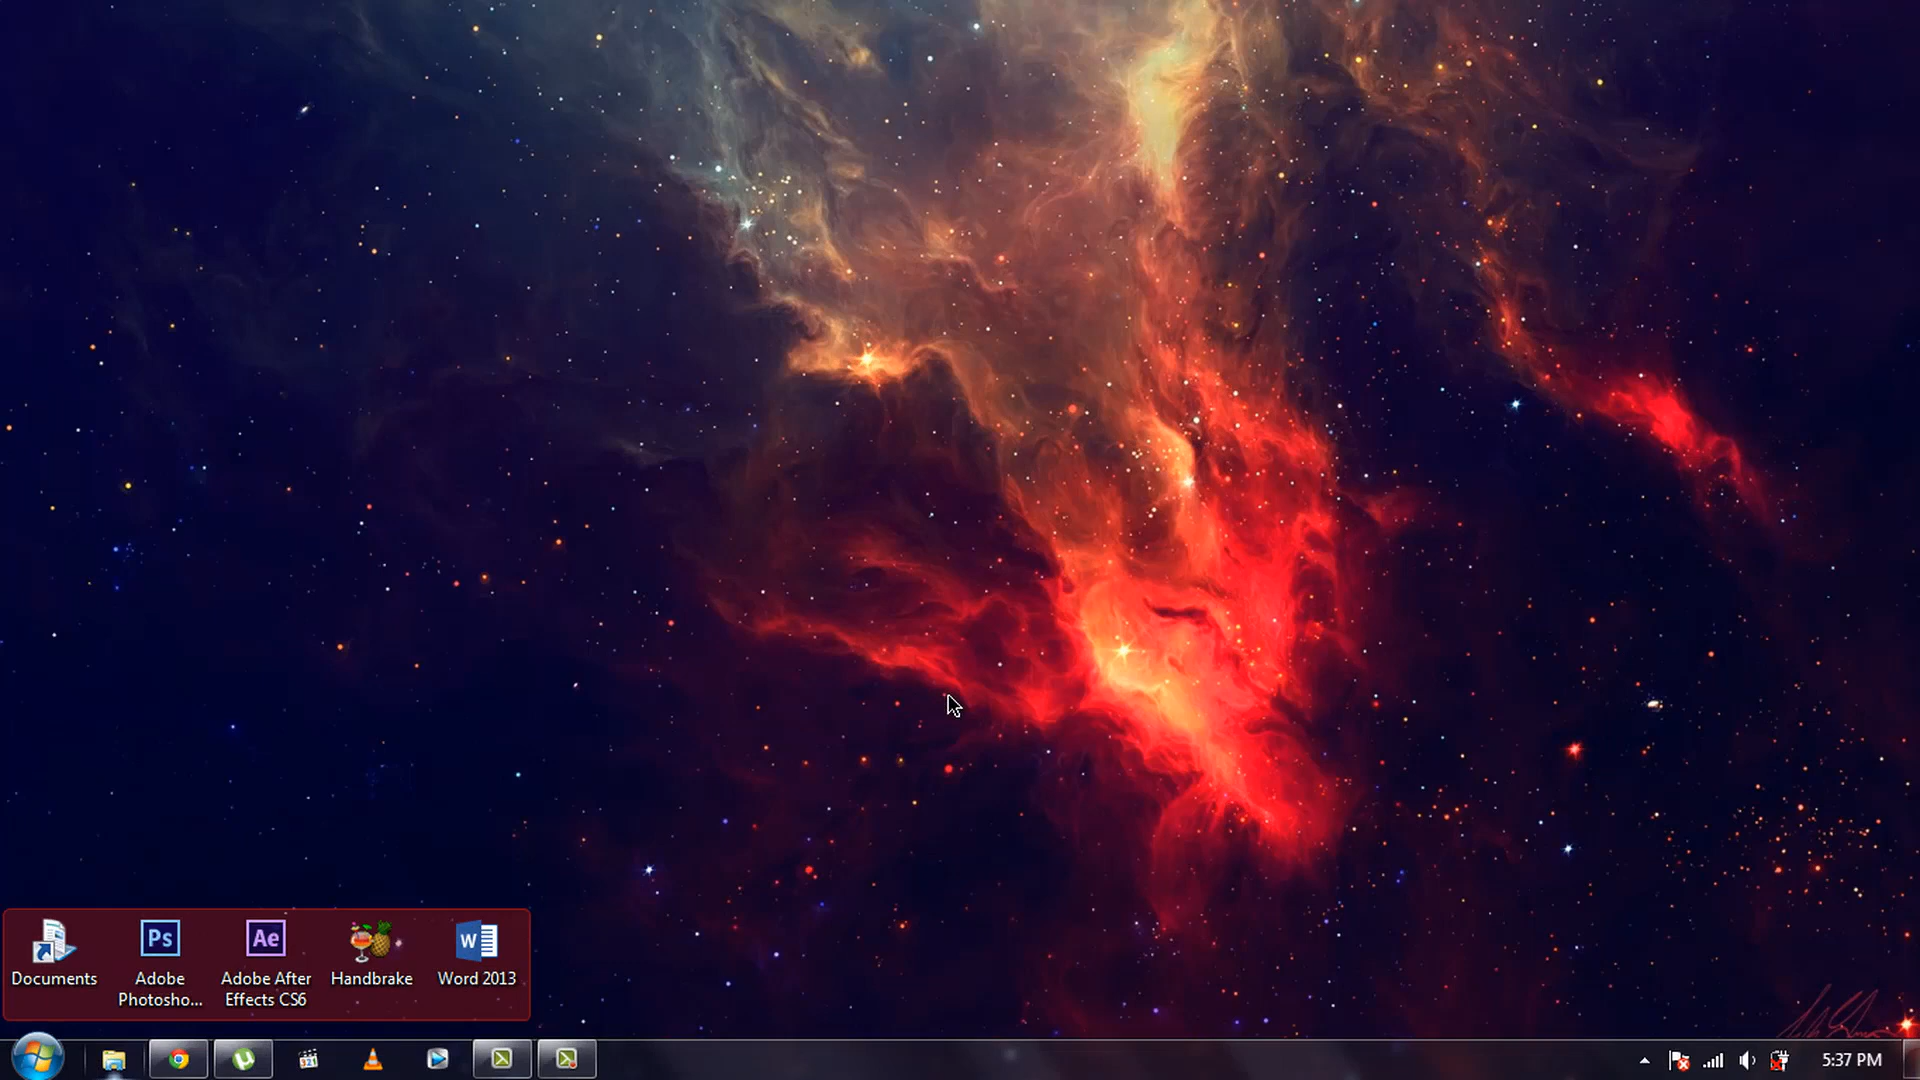 Ps
Ae
W
Documents
Adobe
Photosho...
Adobe After
Effects CS6
Handbrake
Word 2013
5:37 PM